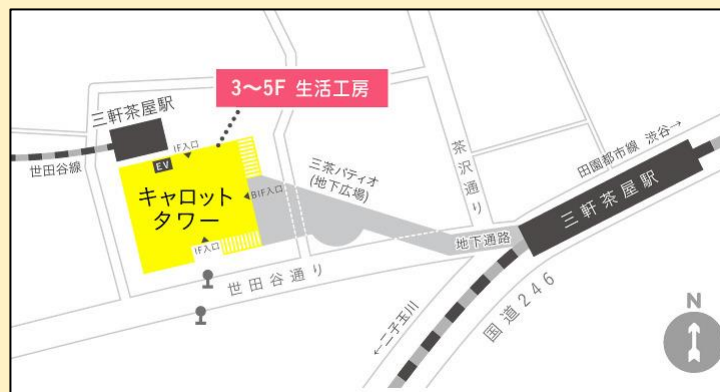 3〜5F 生活工房
三軒茶屋駅
世田谷線
1F入口
EV
キャロット
タワー
B1F入口
1F入口
三茶パティオ
(地下広場)
茶沢通り
田園都市線 渋谷→
三軒茶屋駅
地下通路
世田谷通り
←二子玉川
国道246
N